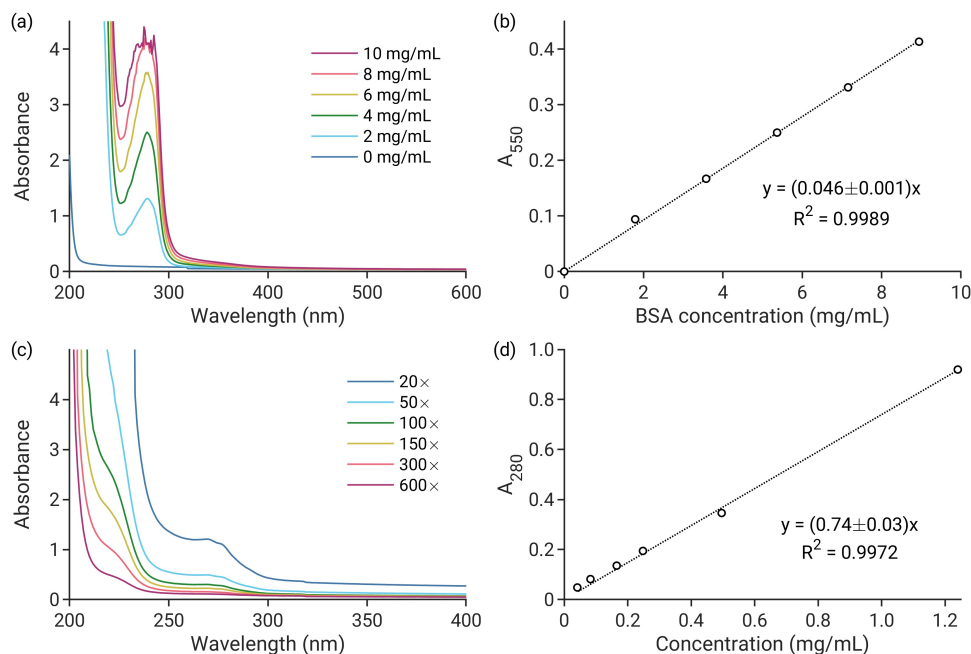 (a)
Absorbance
4
3
2
1
0
200
300
400
500
600
Wavelength (nm)
10 mg/mL
8 mg/mL
6 mg/mL
4 mg/mL
2 mg/mL
0 mg/mL
(b)
A550
0.4
0.3
0.2
0.1
0
0
2
4
6
8
10
BSA concentration (mg/mL)
y = (0.046±0.001)x
R² = 0.9989
(c)
Absorbance
4
3
2
1
0
200
250
300
350
400
Wavelength (nm)
20×
50×
100×
150×
300×
600×
(d)
A280
1.0
0.8
0.6
0.4
0.2
0
0
0.2
0.4
0.6
0.8
1.0
1.2
Concentration (mg/mL)
y = (0.74±0.03)x
R² = 0.9972